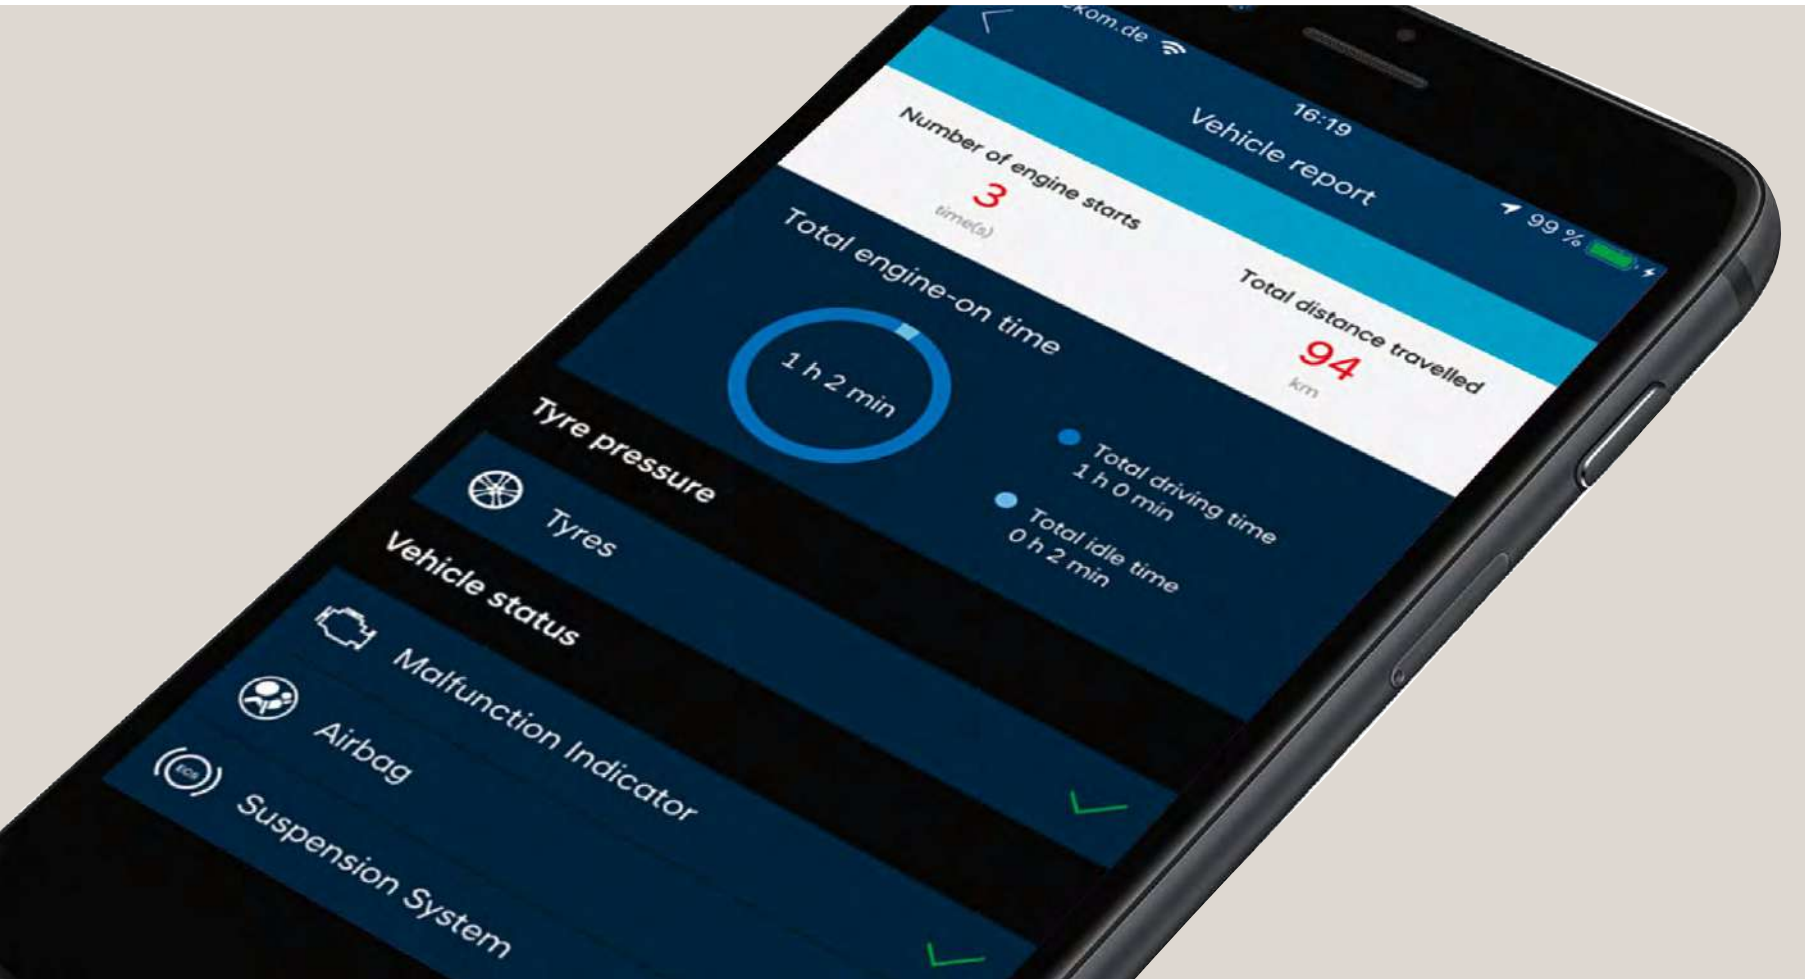 ekom.de
16:19
99 %
Vehicle report
Number of engine starts
3
time(s)
Total distance travelled
94
km
Total engine-on time
1 h 2 min
Total driving time
1 h 0 min
Total idle time
0 h 2 min
Tyre pressure
Tyres
Vehicle status
Malfunction Indicator
Airbag
ECS
Suspension System